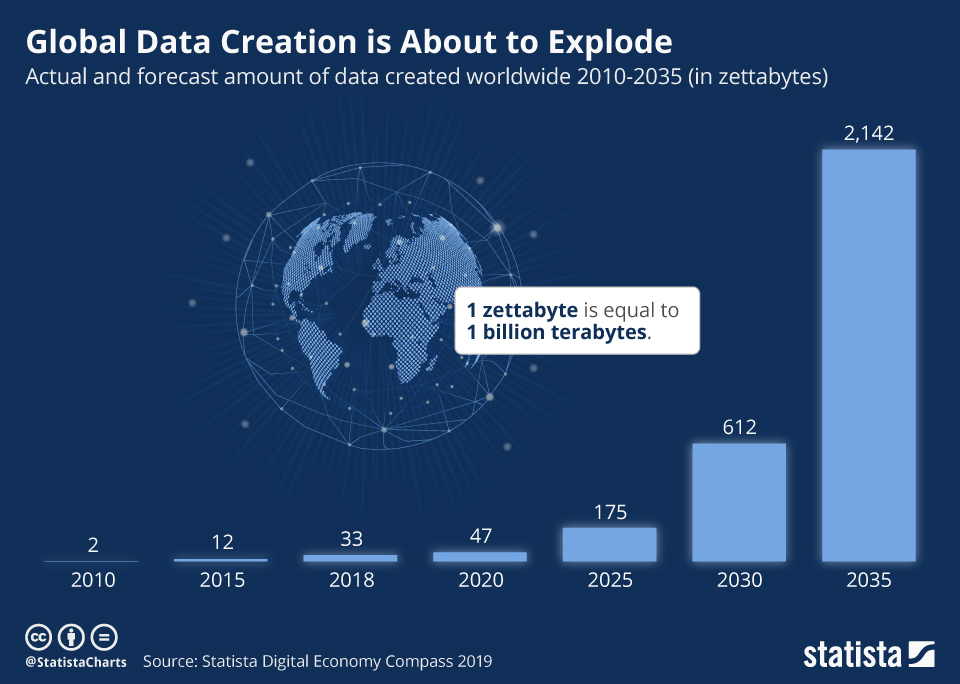 Global Data Creation is About to Explode
Actual and forecast amount of data created worldwide 2010-2035 (in zettabytes)
2,142
1 zettabyte is equal to
1 billion terabytes.
612
175
47
33
12
2
2010 2015 2018 2020 2025 2030 2035
cc
@StatistaCharts Source: Statista Digital Economy Compass 2019
statista